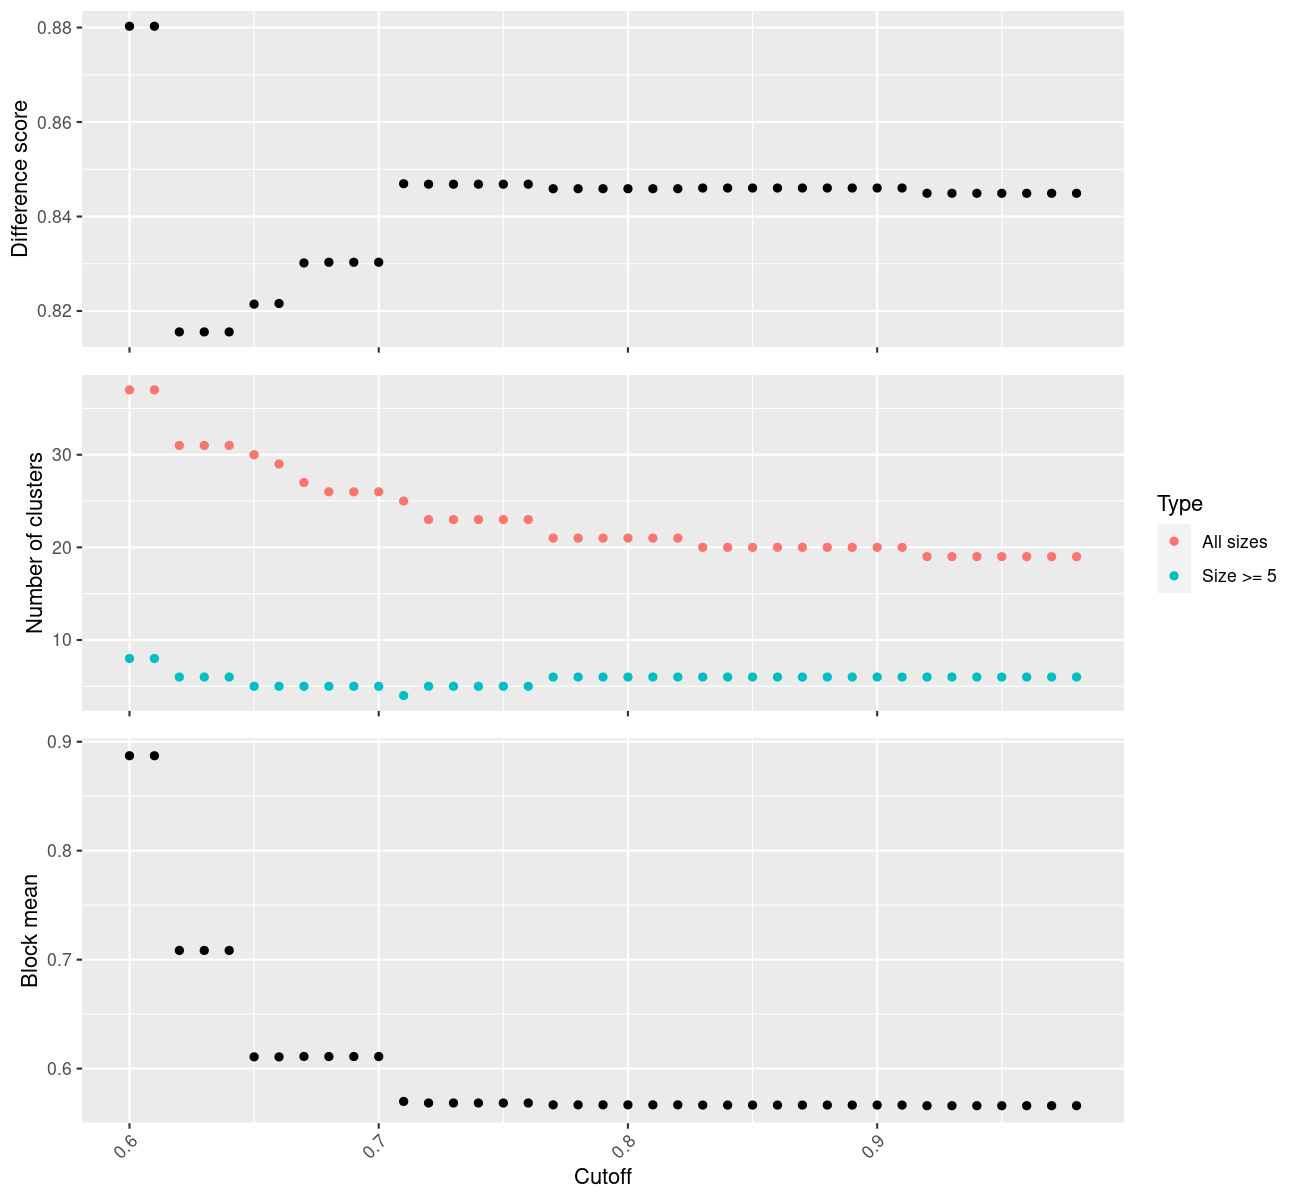 Difference score
0.88
0.86
0.84
0.82
Number of clusters
30
20
10
Block mean
0.9
0.8
0.7
0.6
0.6
0.7
0.8
0.9
Cutoff
Type
All sizes
Size >= 5